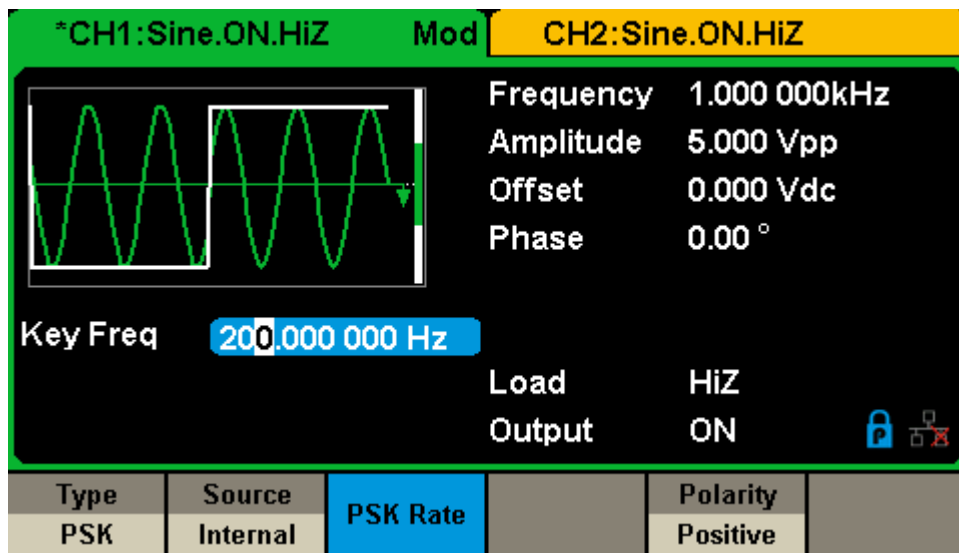 *CH1:Sine.ON.HiZ Mod CH2:Sine.ON.HiZ
Frequency 1.000 000kHz
Amplitude 5.000 Vpp
Offset 0.000 Vdc
Phase 0.00 °
Key Freq 200.000 000 Hz
Load HiZ
Output ON
P
Type Source PSK Rate Polarity
PSK Internal Positive